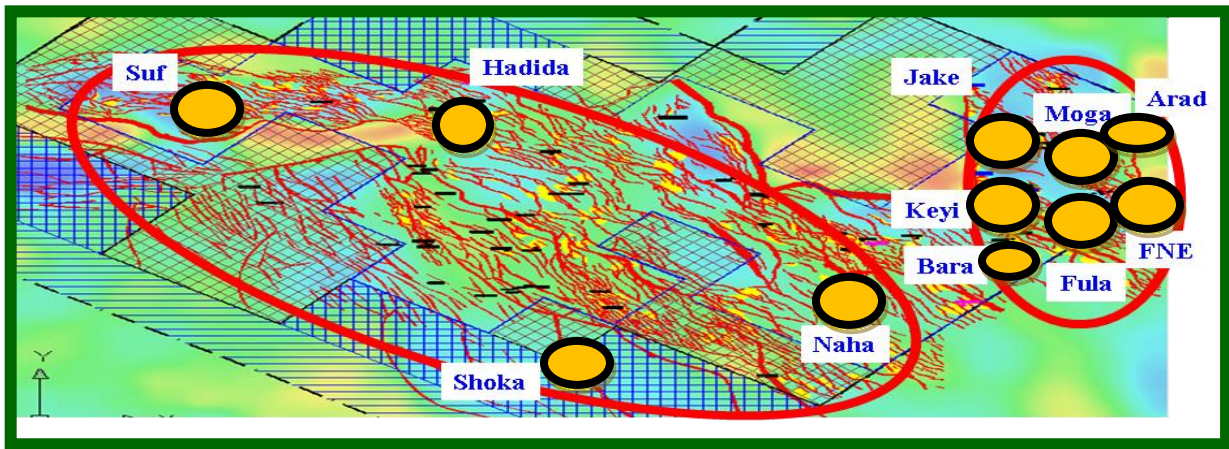 Suf
Hadida
Jake
Moga
Arad
Keyi
Bara
Fula
FNE
Naha
Shoka
Y